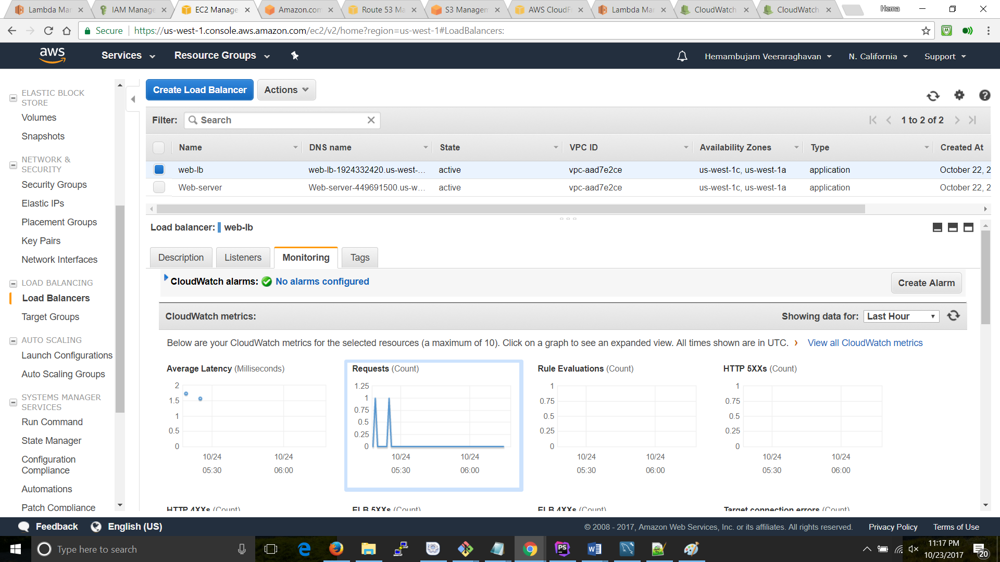 Lambda Mar
IAM Manage
EC2 Manage
Amazon.com
Route 53 Ma
S3 Managem
AWS CloudF
Lambda Mar
CloudWatch
CloudWatch
Hema
Secure
https://us-west-1.console.aws.amazon.com/ec2/v2/home?region=us-west-1#LoadBalancers:
aws
Services
Resource Groups
Hemambujam Veeraraghavan
N. California
Support
ELASTIC BLOCK
STORE
Volumes
Snapshots
NETWORK &
SECURITY
Security Groups
Elastic IPs
Placement Groups
Key Pairs
Network Interfaces
LOAD BALANCING
Load Balancers
Target Groups
AUTO SCALING
Launch Configurations
Auto Scaling Groups
SYSTEMS MANAGER
SERVICES
Run Command
State Manager
Configuration
Compliance
Automations
Patch Compliance
Create Load Balancer
Actions
Filter:
Search
1 to 2 of 2
Name DNS name State VPC ID Availability Zones Type Created At
web-lb web-lb-1924332420.us-west-... active vpc-aad7e2ce us-west-1c, us-west-1a application October 22, 2
Web-server Web-server-449691500.us-w... active vpc-aad7e2ce us-west-1c, us-west-1a application October 22, 2
Load balancer: web-lb
Description
Listeners
Monitoring
Tags
CloudWatch alarms: No alarms configured
Create Alarm
CloudWatch metrics:
Showing data for: Last Hour
Below are your CloudWatch metrics for the selected resources (a maximum of 10). Click on a graph to see an expanded view. All times shown are in UTC. › View all CloudWatch metrics
Average Latency (Milliseconds)
2
1.5
1
0.5
0
10/24 10/24
05:30 06:00
Requests (Count)
1.25
1
0.75
0.5
0.25
0
10/24 10/24
05:30 06:00
Rule Evaluations (Count)
1
0.75
0.5
0.25
0
10/24 10/24
05:30 06:00
HTTP 5XXs (Count)
1
0.75
0.5
0.25
0
10/24 10/24
05:30 06:00
HTTP 4XXs (Count)
ELB 5XXs (Count)
ELB 4XXs (Count)
Target connection errors (Count)
Feedback
English (US)
© 2008 - 2017, Amazon Web Services, Inc. or its affiliates. All rights reserved.
Privacy Policy
Terms of Use
Type here to search
PS
W
11:17 PM
10/23/2017
20